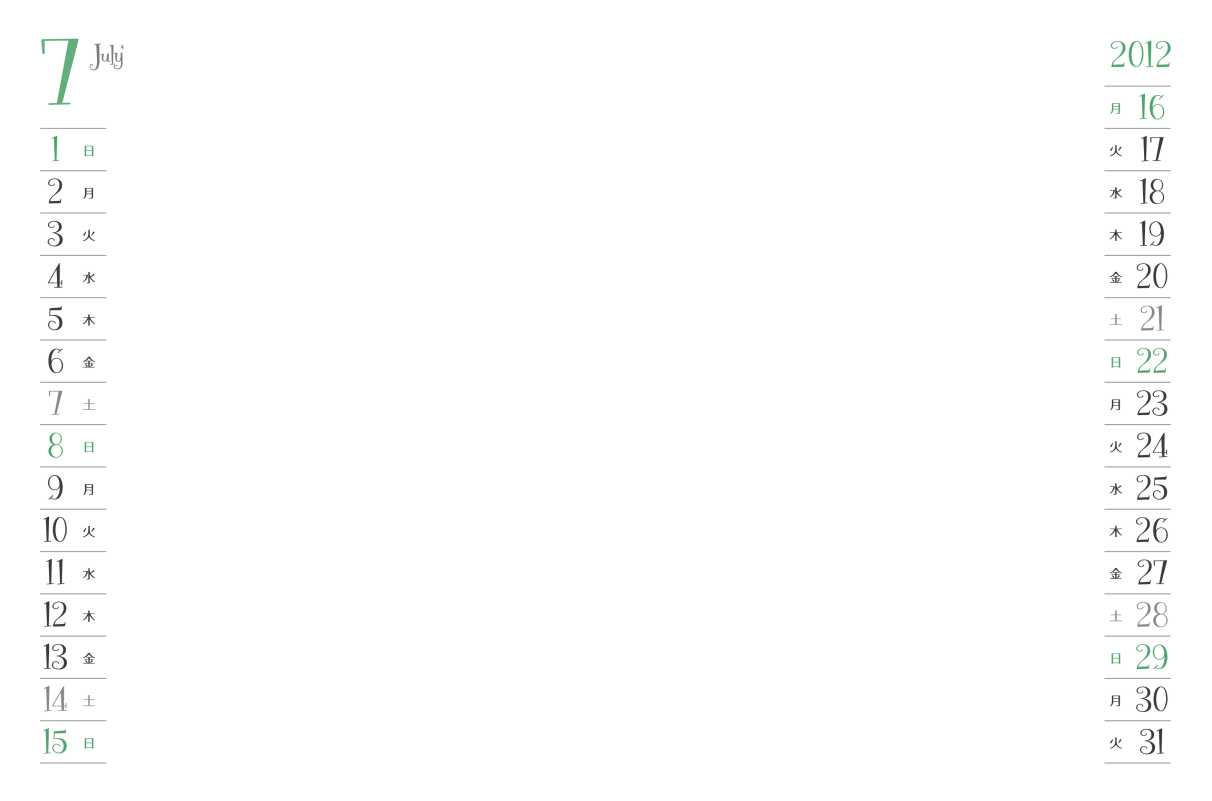 7 July
1 日
2 月
3 火
4 水
5 木
6 金
7 土
8 日
9 月
10 火
11 水
12 木
13 金
14 土
15 日
2012
月 16
火 17
水 18
木 19
金 20
土 21
日 22
月 23
火 24
水 25
木 26
金 27
土 28
日 29
月 30
火 31